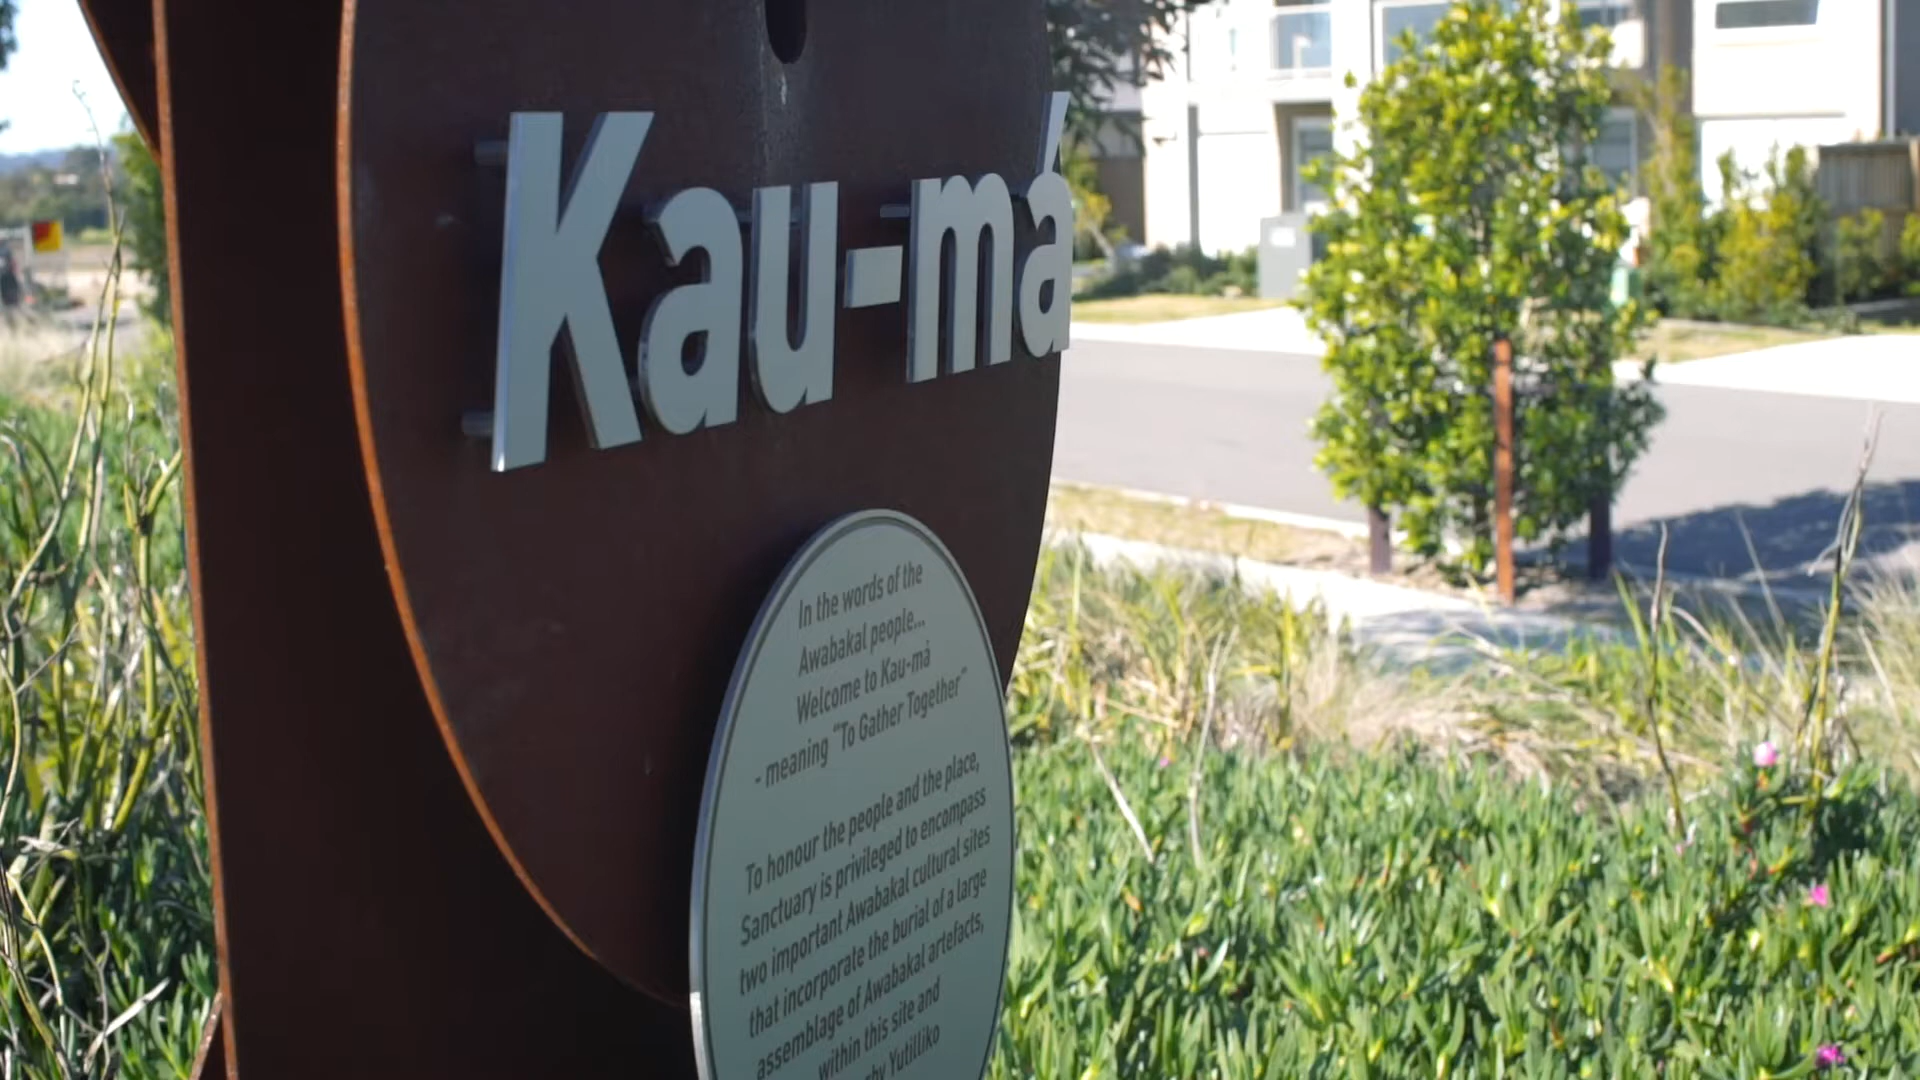 Kau-má
In the words of the
Awabakal people...
Welcome to Kau-má
- meaning "To Gather Together"
To honour the people and the place,
Sanctuary is privileged to encompass
two important Awabakal cultural sites
that incorporate the burial of a large
assemblage of Awabakal artefacts,
within this site and
Yutilliko